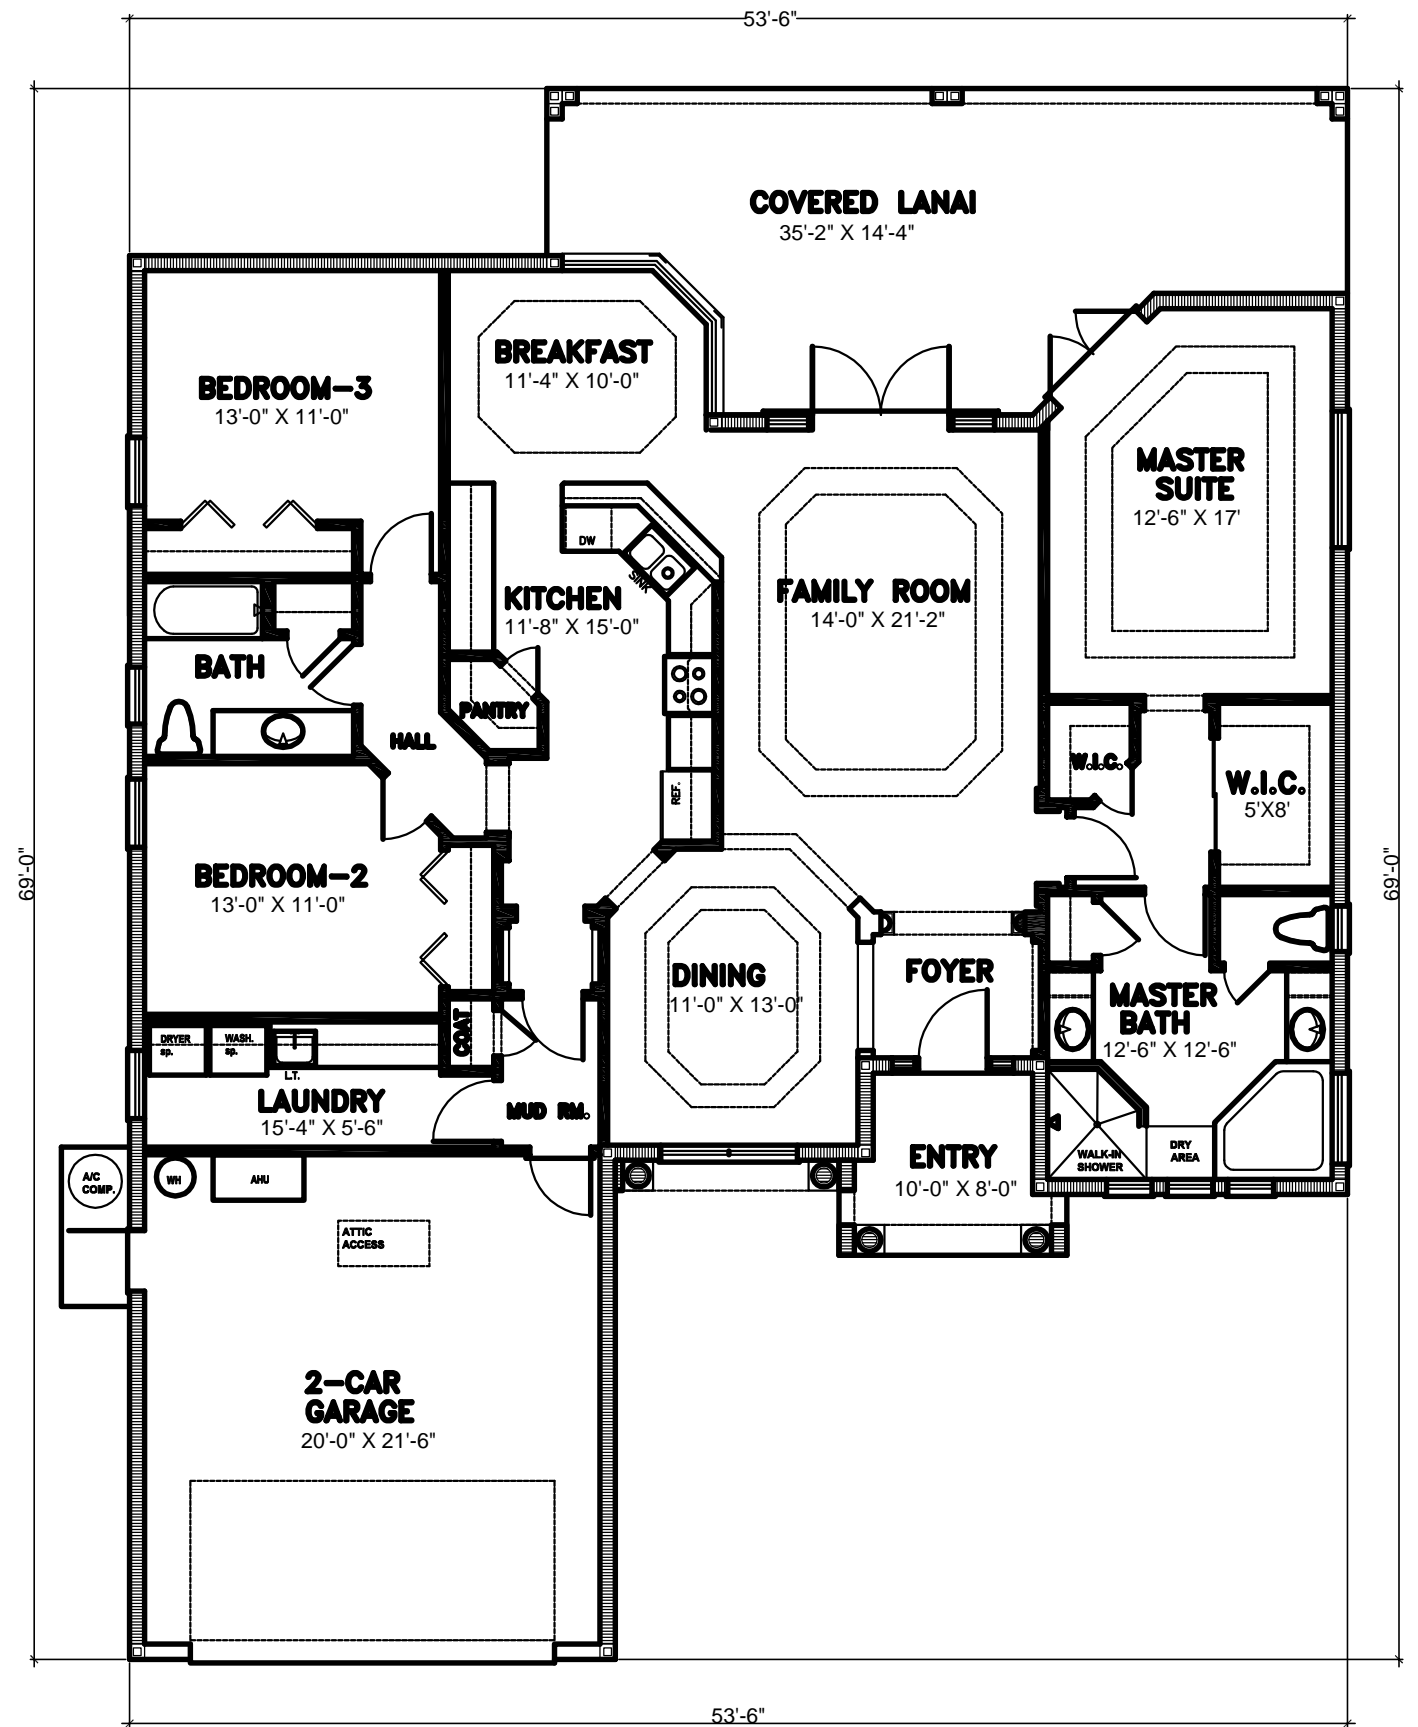 53'-6"
COVERED LANAI
35'-2" X 14'-4"
BREAKFAST
11'-4" X 10'-0"
BEDROOM-3
13'-0" X 11'-0"
MASTER
SUITE
12'-6" X 17'
DW
SINK
KITCHEN
11'-8" X 15'-0"
FAMILY ROOM
14'-0" X 21'-2"
BATH
PANTRY
HALL
W.I.C.
W.I.C.
5'X8'
REF.
69'-0"
69'-0"
BEDROOM-2
13'-0" X 11'-0"
DINING
11'-0" X 13'-0"
FOYER
MASTER
BATH
12'-6" X 12'-6"
COAT
DRYER
sp.
WASH.
sp.
L.T.
LAUNDRY
15'-4" X 5'-6"
MUD RM.
ENTRY
10'-0" X 8'-0"
WALK-IN
SHOWER
DRY
AREA
A/C
COMP.
WH
AHU
ATTIC
ACCESS
2-CAR
GARAGE
20'-0" X 21'-6"
53'-6"